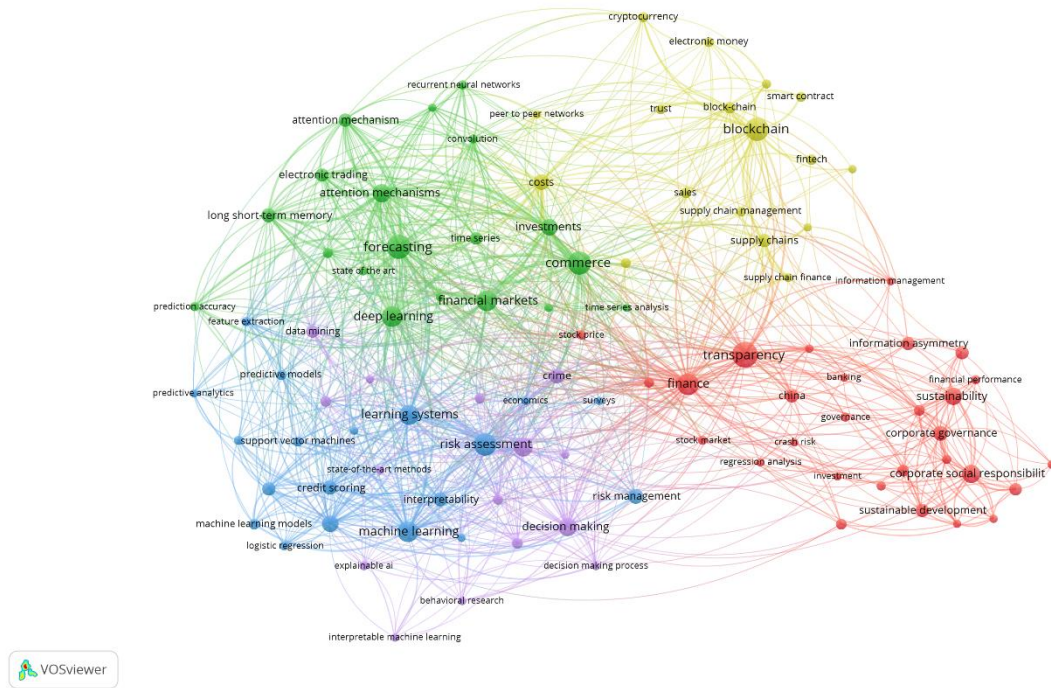 cryptocurrency
electronic money
recurrent neural networks
smart contract
block-chain
trust
peer to peer networks
attention mechanism
blockchain
convolution
fintech
electronic trading
costs
attention mechanisms
sales
long short-term memory
supply chain management
investments
time series
supply chains
forecasting
commerce
state of the art
supply chain finance
information management
financial markets
prediction accuracy
time series analysis
deep learning
feature extraction
data mining
stock price
information asymmetry
transparency
predictive models
crime
banking
financial performance
finance
predictive analytics
china
sustainability
economics
surveys
learning systems
governance
corporate governance
support vector machines
risk assessment
stock market
crash risk
regression analysis
state-of-the-art methods
corporate social responsibilit
investment
credit scoring
interpretability
risk management
sustainable development
machine learning models
machine learning
decision making
logistic regression
explainable ai
decision making process
behavioral research
interpretable machine learning
VOSviewer